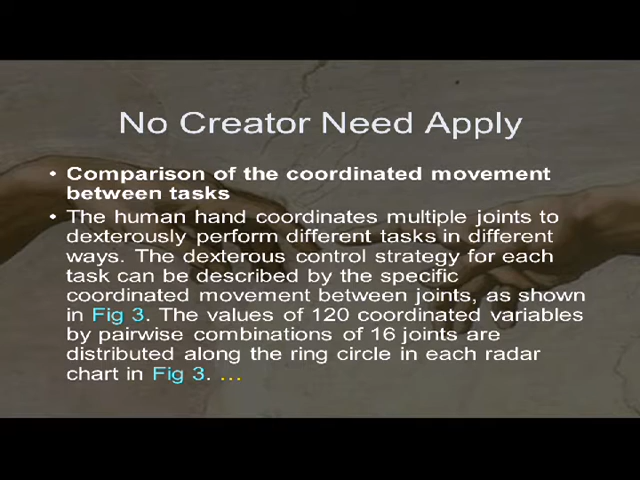 No Creator Need Apply
• Comparison of the coordinated movement
between tasks
• The human hand coordinates multiple joints to
dexterously perform different tasks in different
ways. The dexterous control strategy for each
task can be described by the specific
coordinated movement between joints, as shown
in Fig 3. The values of 120 coordinated variables
by pairwise combinations of 16 joints are
distributed along the ring circle in each radar
chart in Fig 3. ...